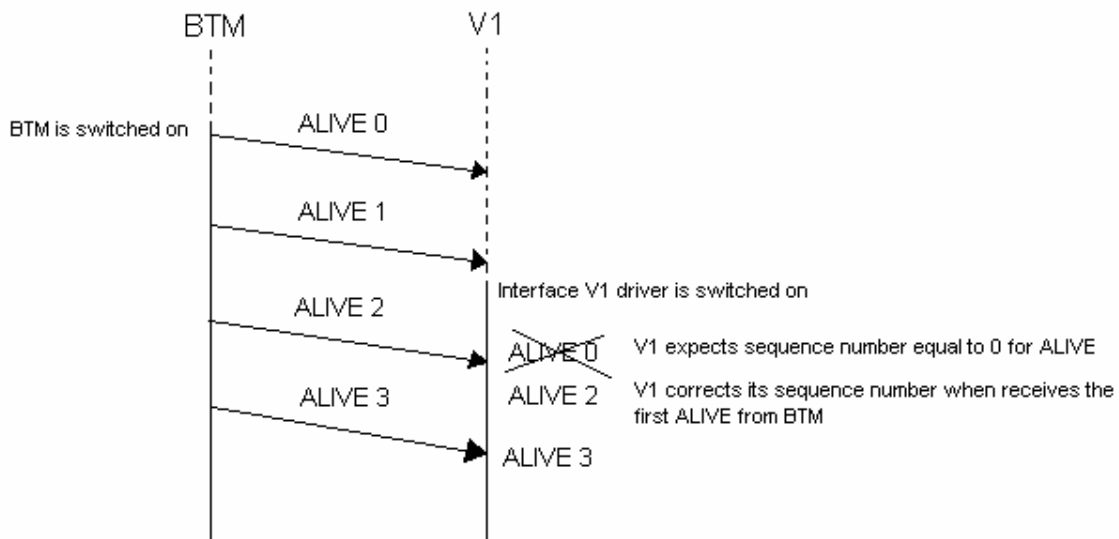 BTM
V1
BTM is switched on
ALIVE 0
ALIVE 1
Interface V1 driver is switched on
ALIVE 2
ALIVE 0
V1 expects sequence number equal to 0 for ALIVE
ALIVE 3
ALIVE 2
V1 corrects its sequence number when receives the
first ALIVE from BTM
ALIVE 3